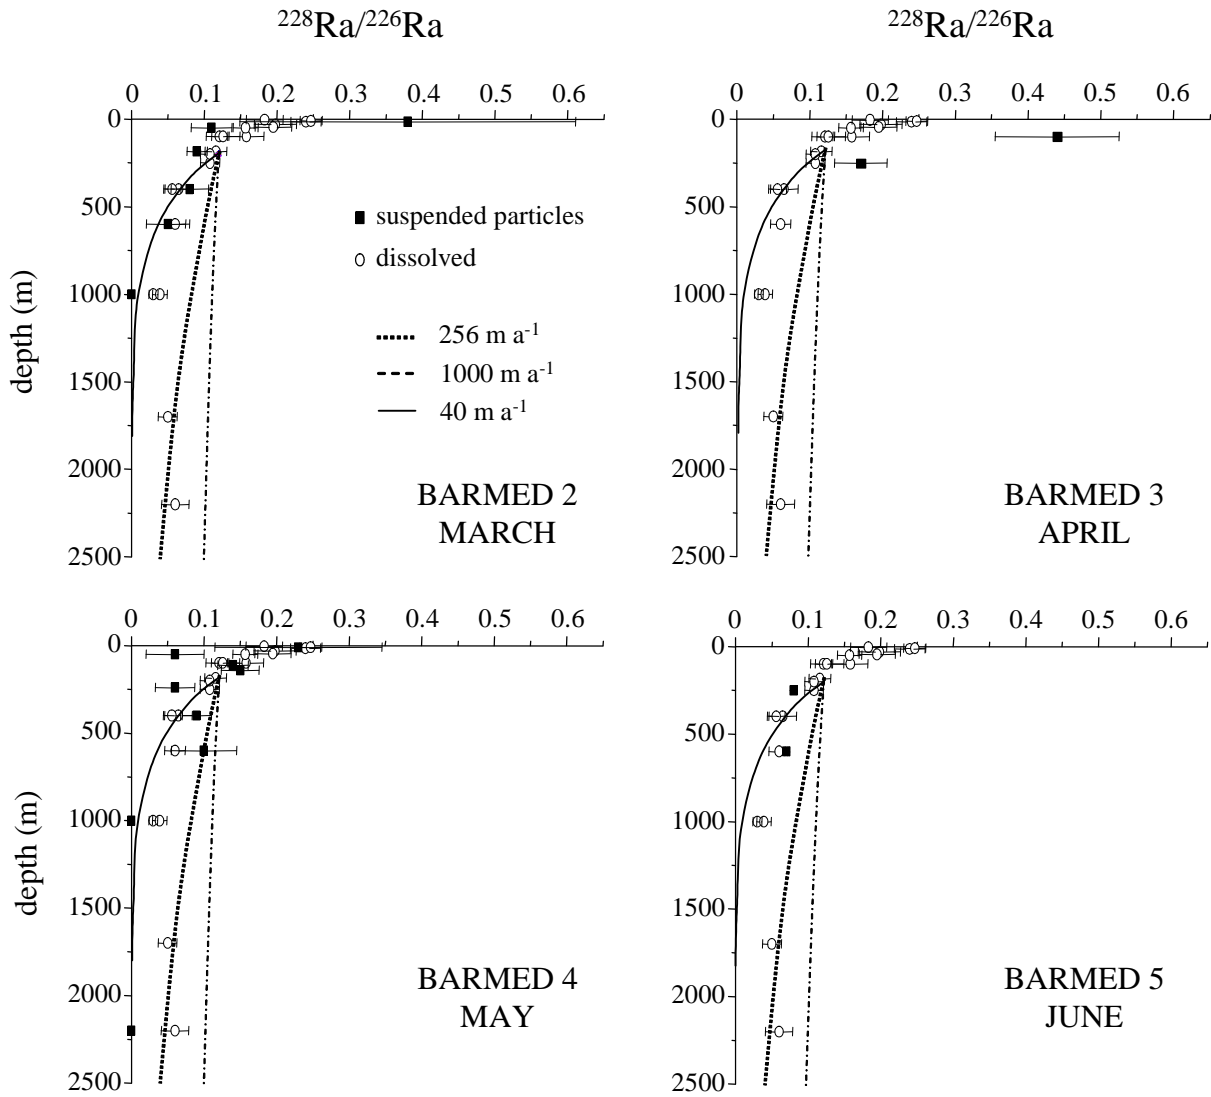 ²²⁸Ra/²²⁶Ra
²²⁸Ra/²²⁶Ra
0 0.1 0.2 0.3 0.4 0.5 0.6
0 0.1 0.2 0.3 0.4 0.5 0.6
0
500
1000
1500
2000
2500
depth (m)
suspended particles
dissolved
256 m a⁻¹
1000 m a⁻¹
40 m a⁻¹
BARMED 2
MARCH
0
500
1000
1500
2000
2500
BARMED 3
APRIL
0 0.1 0.2 0.3 0.4 0.5 0.6
0 0.1 0.2 0.3 0.4 0.5 0.6
0
500
1000
1500
2000
2500
depth (m)
BARMED 4
MAY
0
500
1000
1500
2000
2500
BARMED 5
JUNE